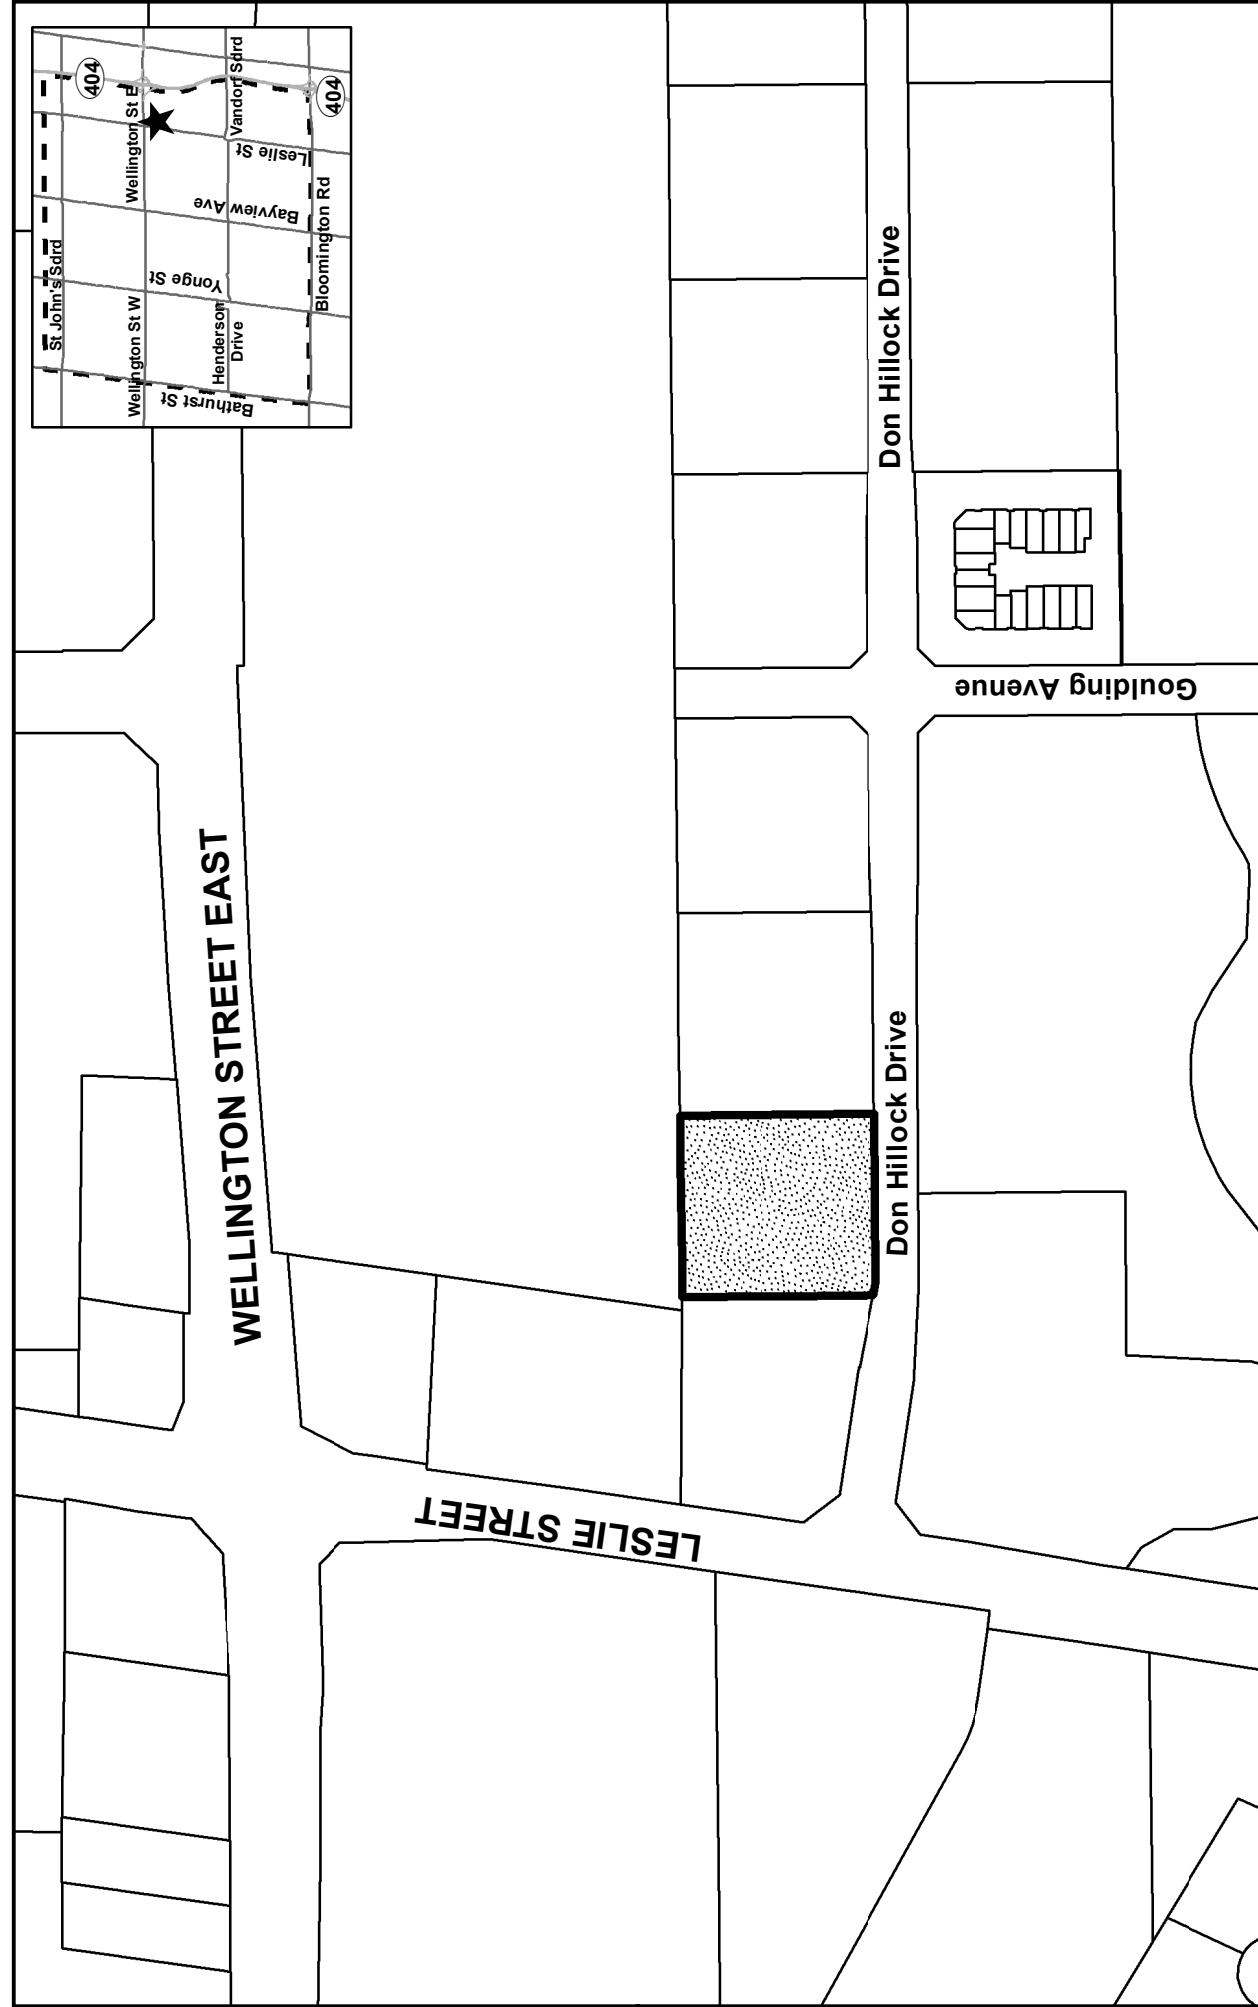 404
404
St John's Sdrd
Wellington St W
Wellington St E
Vandorf Sdrd
Henderson
Drive
Bloomington Rd
Bathurst St
Yonge St
Bayview Ave
Leslie St
WELLINGTON STREET EAST
LESLIE STREET
Don Hillock Drive
Don Hillock Drive
Goulding Avenue